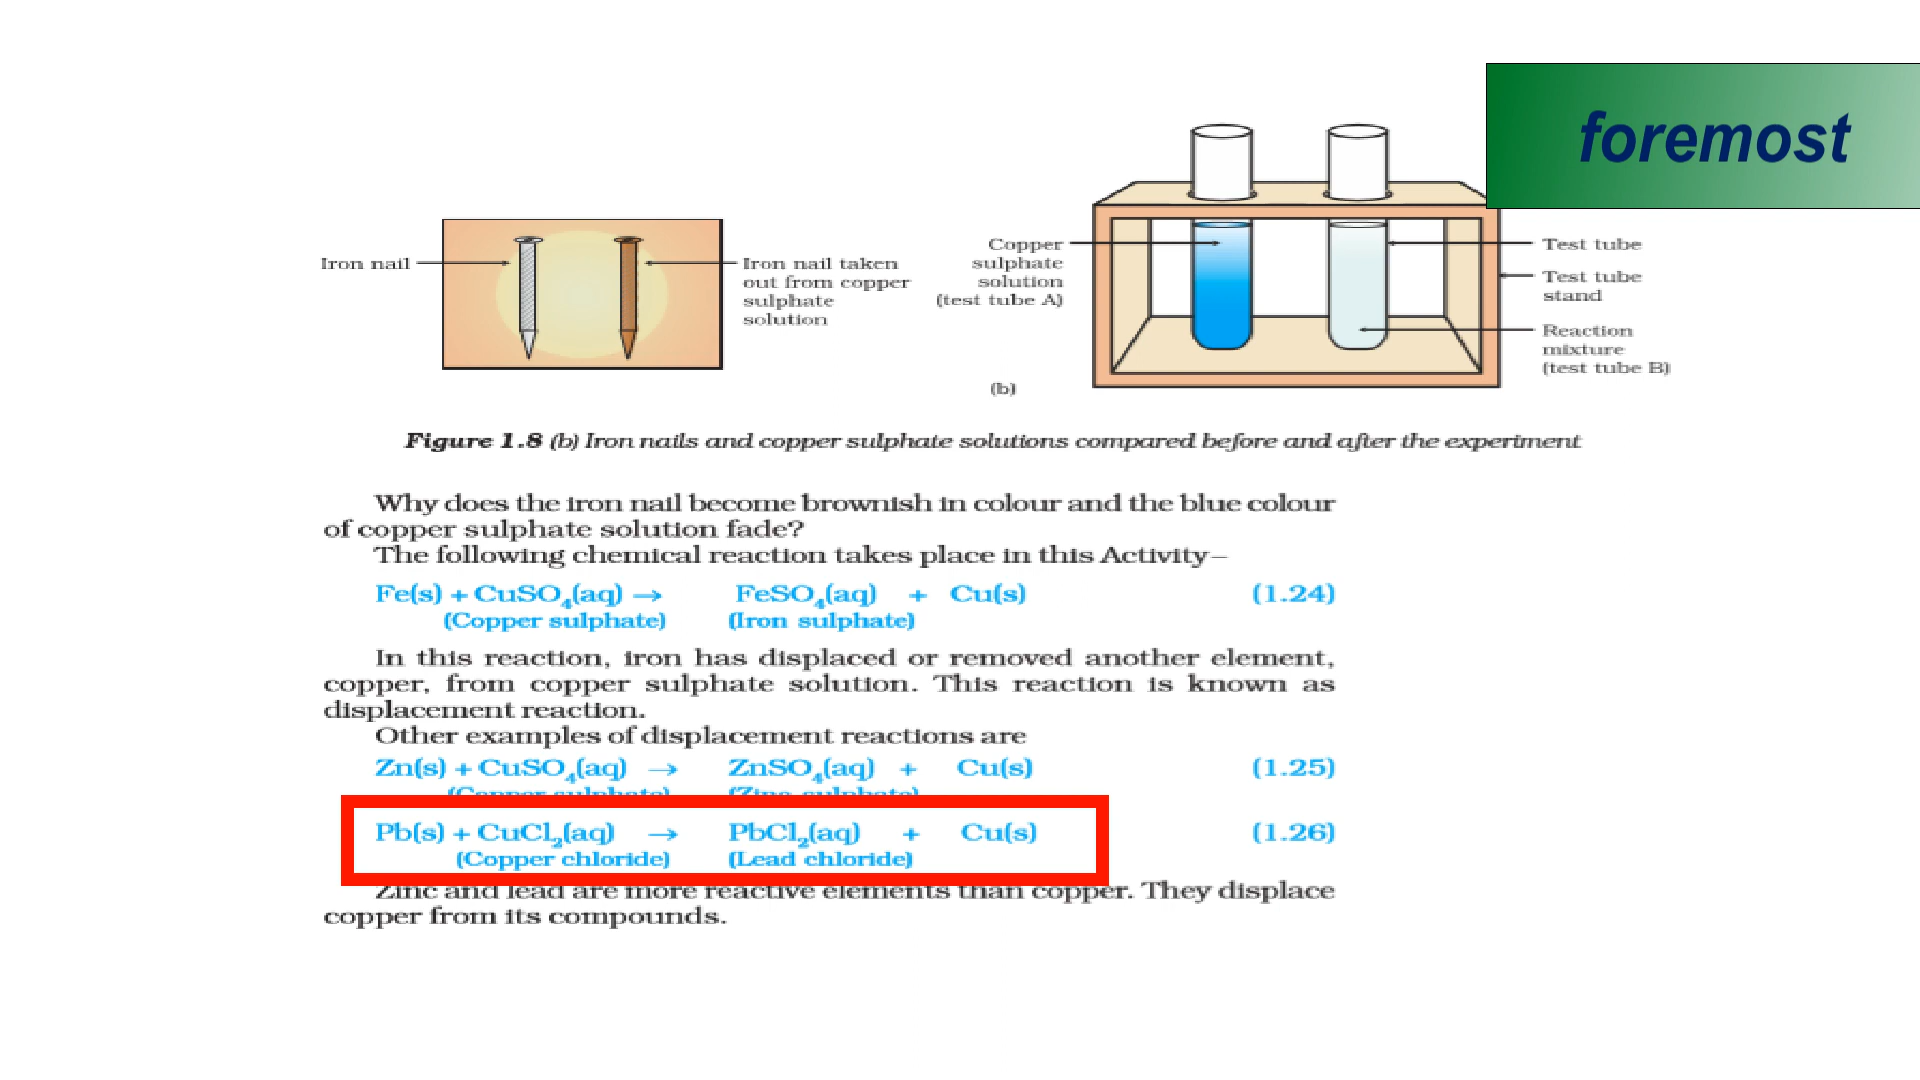 foremost
Iron nail
Iron nail taken
out from copper
sulphate
solution
Copper
sulphate
solution
(test tube A)
Test tube
Test tube
stand
Reaction
mixture
(test tube B)
(b)
Figure 1.8 (b) Iron nails and copper sulphate solutions compared before and after the experiment
Why does the iron nail become brownish in colour and the blue colour
of copper sulphate solution fade?
The following chemical reaction takes place in this Activity–
Fe(s) + CuSO₄(aq) → FeSO₄(aq) + Cu(s) (1.24)
(Copper sulphate) (Iron sulphate)
In this reaction, iron has displaced or removed another element,
copper, from copper sulphate solution. This reaction is known as
displacement reaction.
Other examples of displacement reactions are
Zn(s) + CuSO₄(aq) → ZnSO₄(aq) + Cu(s) (1.25)
(Copper sulphate) (Zinc sulphate)
Pb(s) + CuCl₂(aq) → PbCl₂(aq) + Cu(s) (1.26)
(Copper chloride) (Lead chloride)
Zinc and lead are more reactive elements than copper. They displace
copper from its compounds.